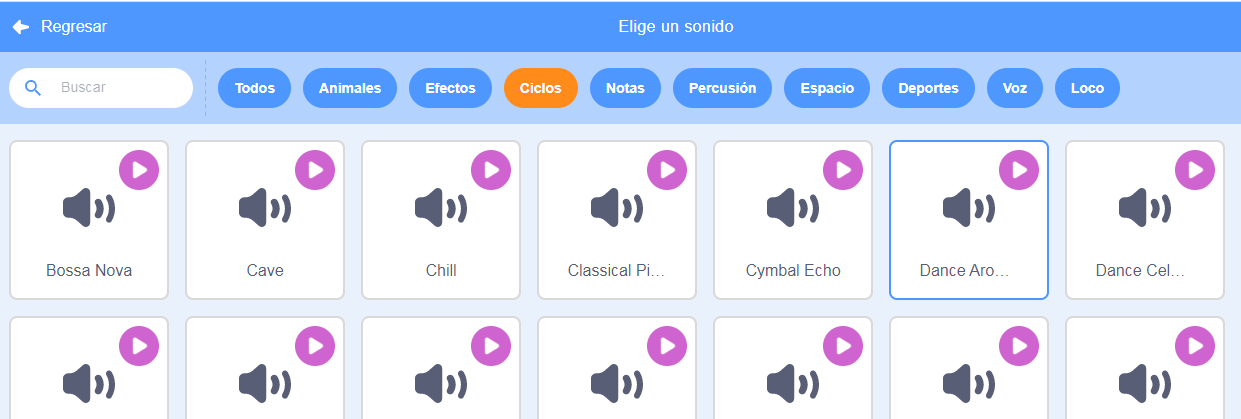 Regresar
Elige un sonido
Buscar
Todos
Animales
Efectos
Ciclos
Notas
Percusión
Espacio
Deportes
Voz
Loco
Bossa Nova
Cave
Chill
Classical Pi...
Cymbal Echo
Dance Aro...
Dance Cel...